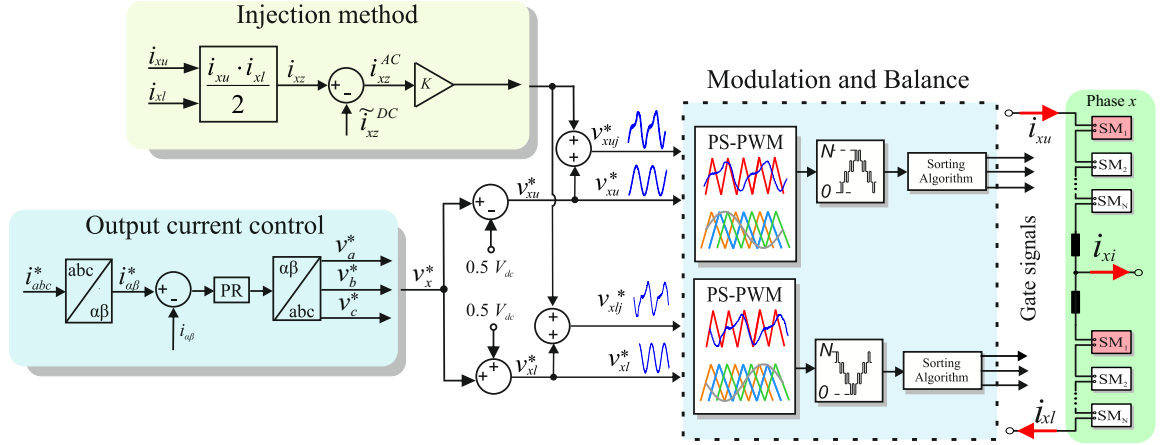 Injection method
i_xu
i_xl
i_xu · i_xl
2
i_xz
+
-
i_xz^AC
ĩ_xz^DC
K
+
+
v*_xuj
v*_xu
v*_xu
+
-
0.5 V_dc
Output current control
i*_abc
abc
αβ
i*_αβ
+
-
i_αβ
PR
αβ
abc
v*_a
v*_b
v*_c
v*_x
0.5 V_dc
+
+
v*_xlj
+
+
v*_xl
v*_xl
Modulation and Balance
PS-PWM
N
0
Sorting
Algorithm
PS-PWM
N
0
Sorting
Algorithm
Gate signals
i_xu
i_xl
i_xi
Phase x
SM_1
SM_2
SM_N
SM_1
SM_2
SM_N